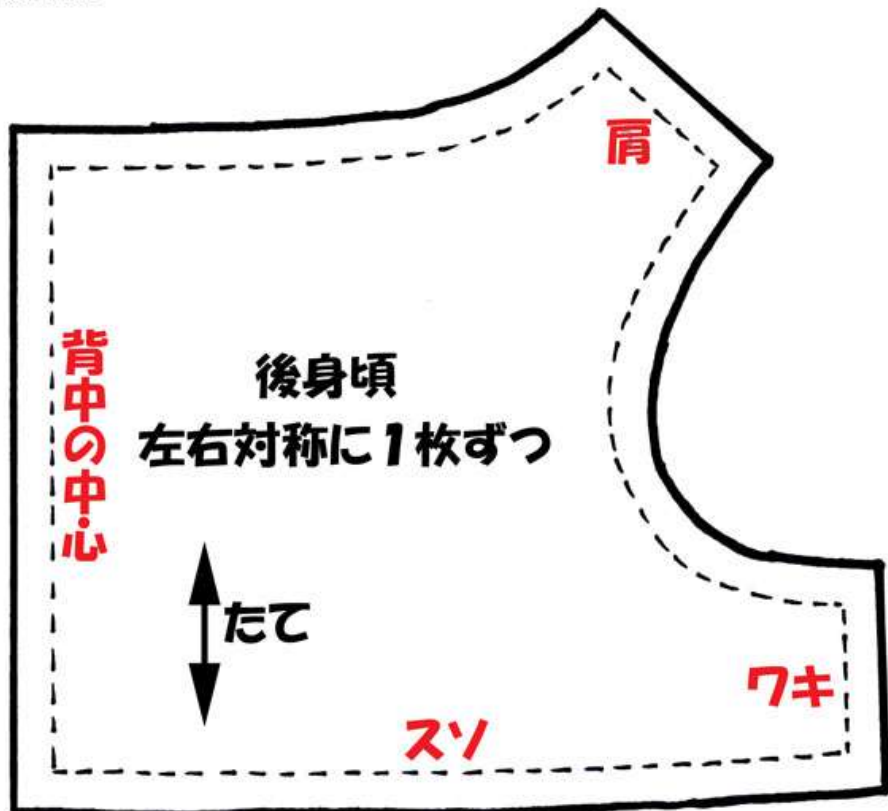 肩
背中の中心
後身頃
左右対称に1枚ずつ
たて
ワキ
スソ